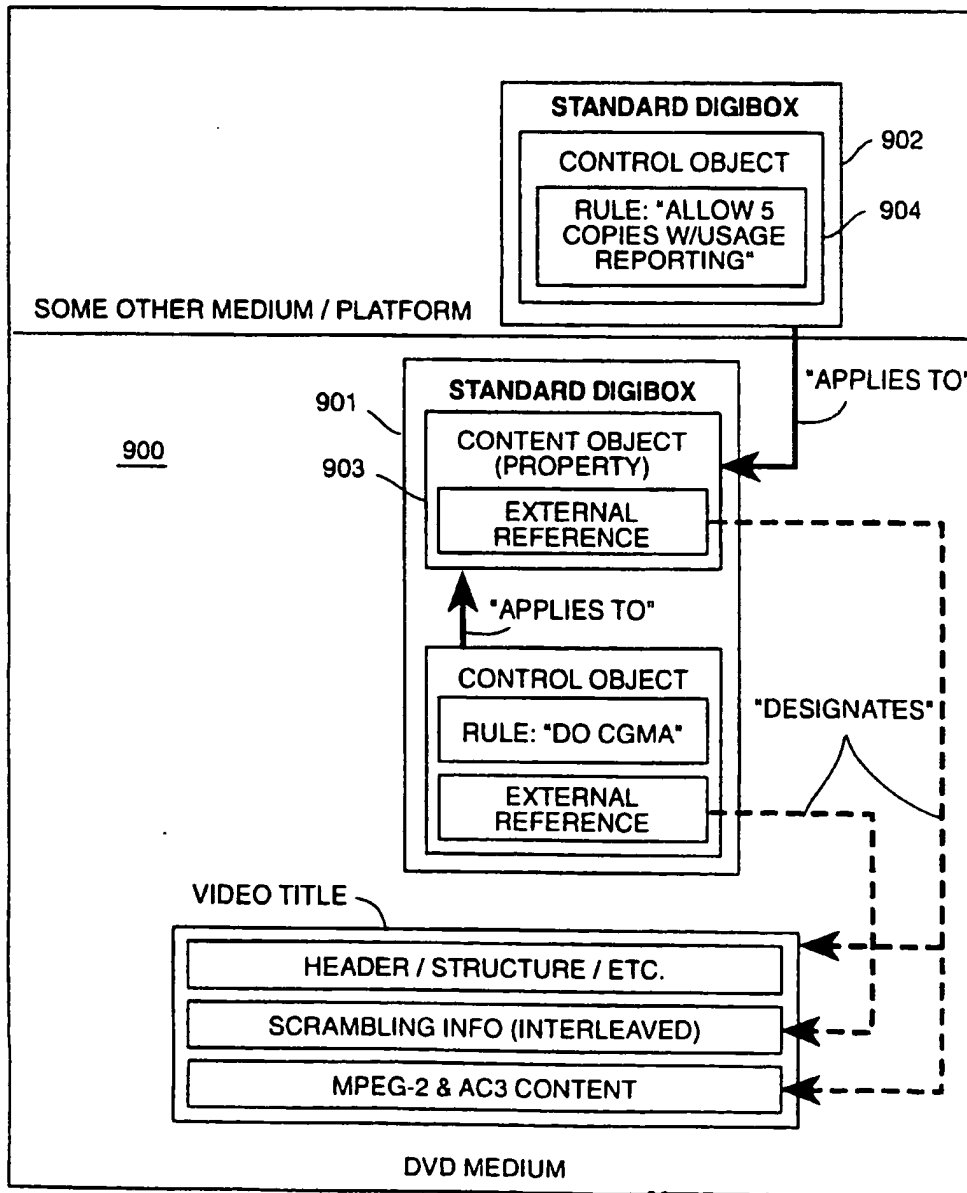 STANDARD DIGIBOX
902
CONTROL OBJECT
904
RULE: "ALLOW 5
COPIES W/USAGE
REPORTING"
SOME OTHER MEDIUM / PLATFORM
STANDARD DIGIBOX
"APPLIES TO"
901
CONTENT OBJECT
(PROPERTY)
900
903
EXTERNAL
REFERENCE
"APPLIES TO"
CONTROL OBJECT
"DESIGNATES"
RULE: "DO CGMA"
EXTERNAL
REFERENCE
VIDEO TITLE
HEADER / STRUCTURE / ETC.
SCRAMBLING INFO (INTERLEAVED)
MPEG-2 & AC3 CONTENT
DVD MEDIUM